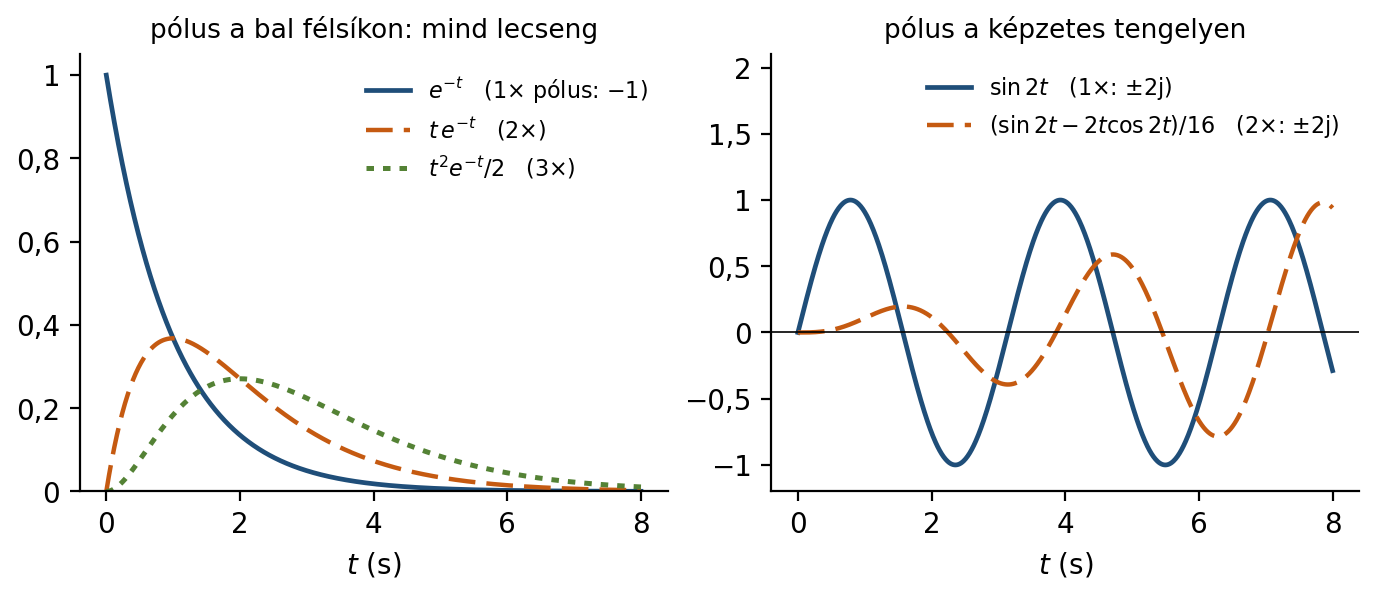 pólus a bal félsíkon: mind lecseng
1
0,8
0,6
0,4
0,2
0
e⁻ᵗ (1× pólus: −1)
t e⁻ᵗ (2×)
t²e⁻ᵗ/2 (3×)
0 2 4 6 8
t (s)
pólus a képzetes tengelyen
2
1,5
1
0,5
0
−0,5
−1
sin 2t (1×: ±2j)
(sin 2t − 2t cos 2t)/16 (2×: ±2j)
0 2 4 6 8
t (s)